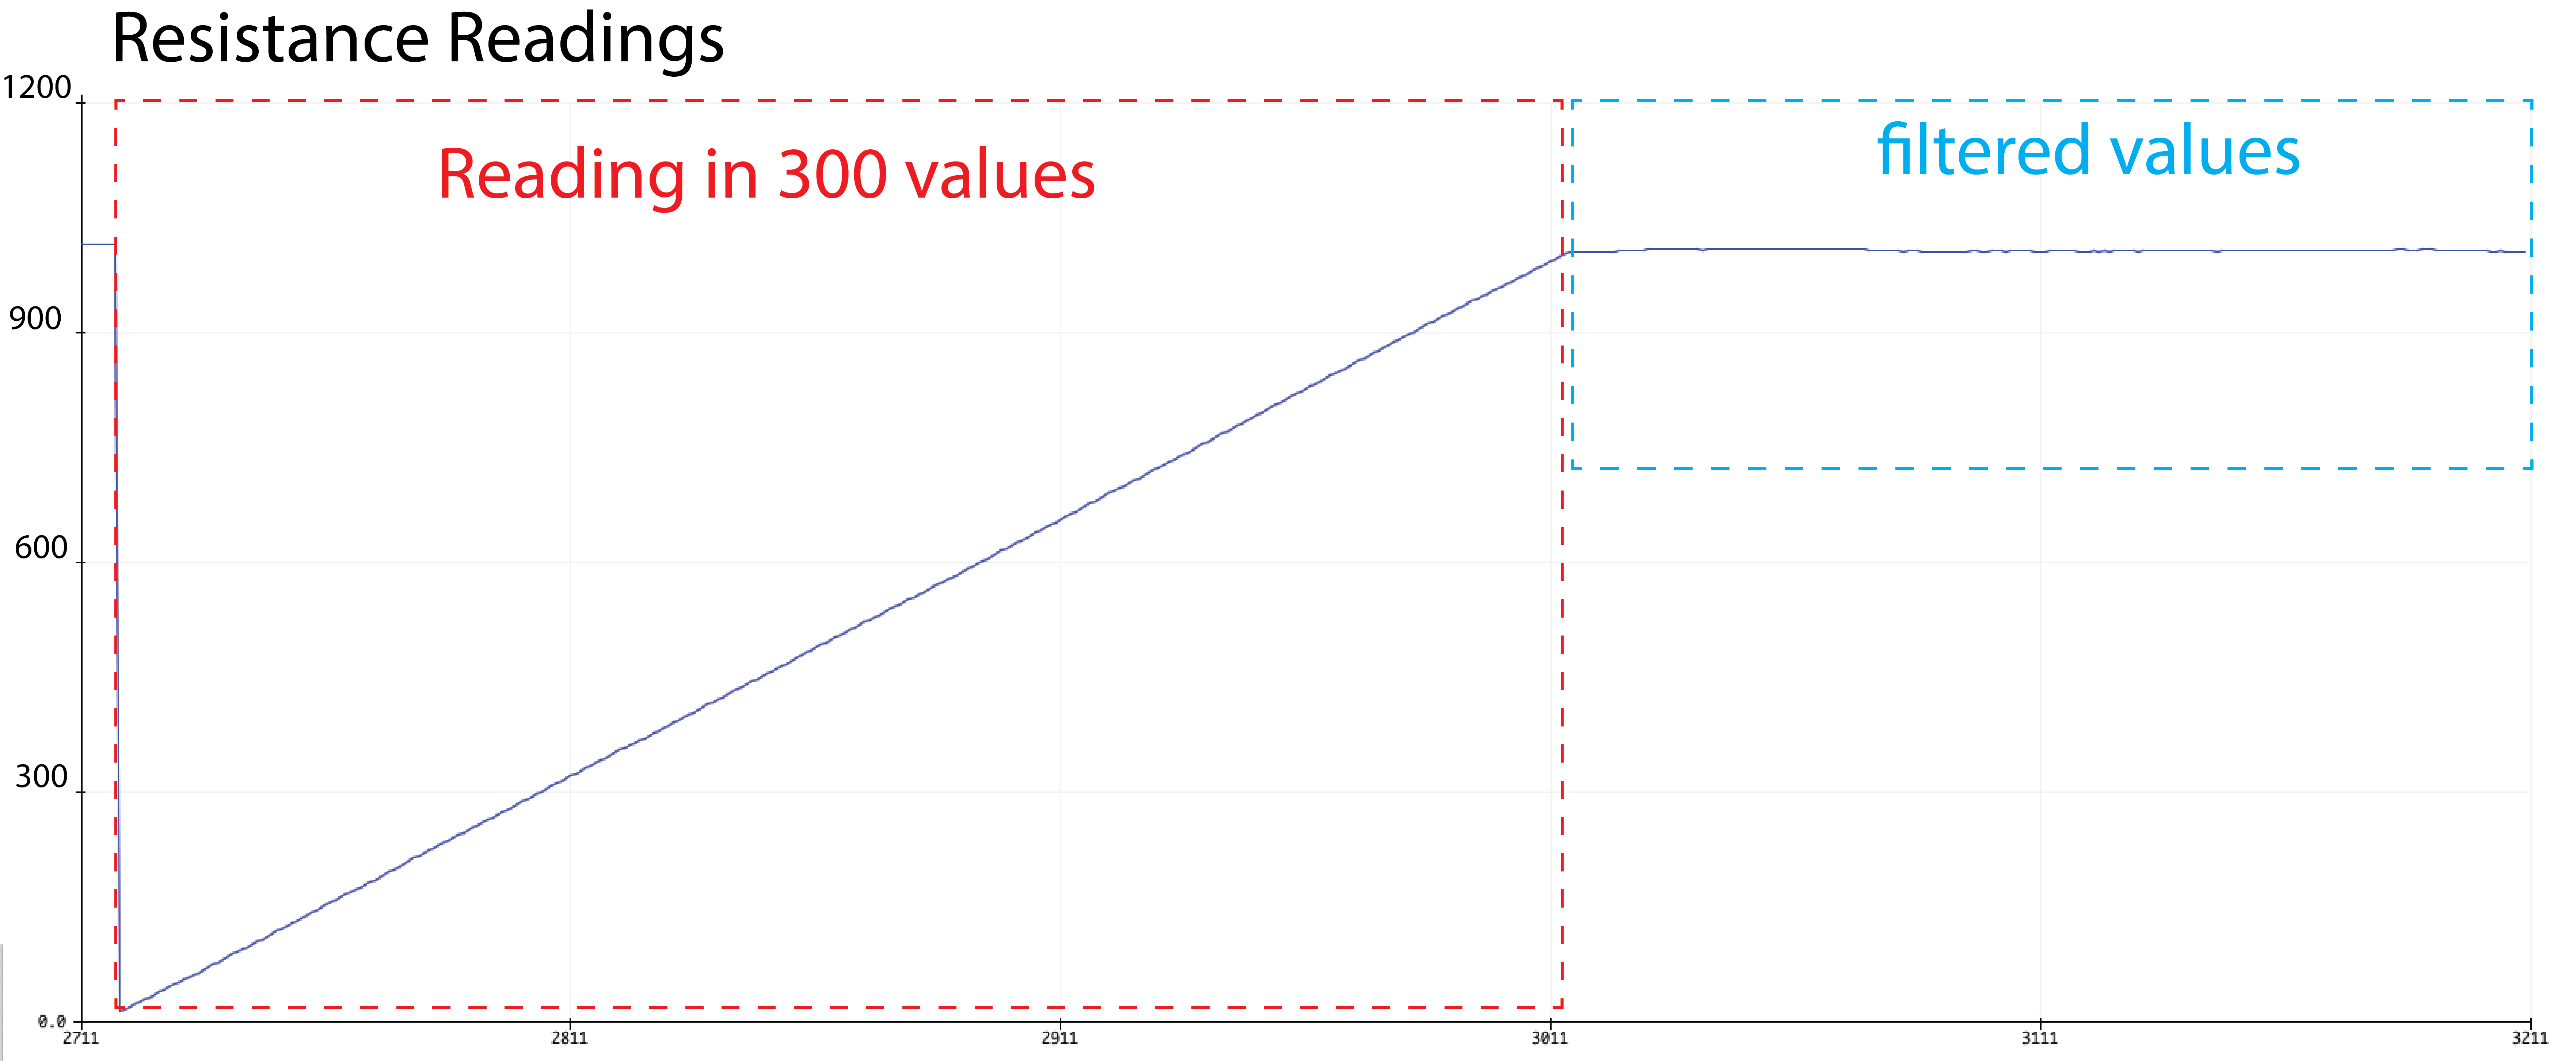 Resistance Readings
1200
Reading in 300 values
filtered values
900
600
300
0.0
2711 2811 2911 3011 3111 3211